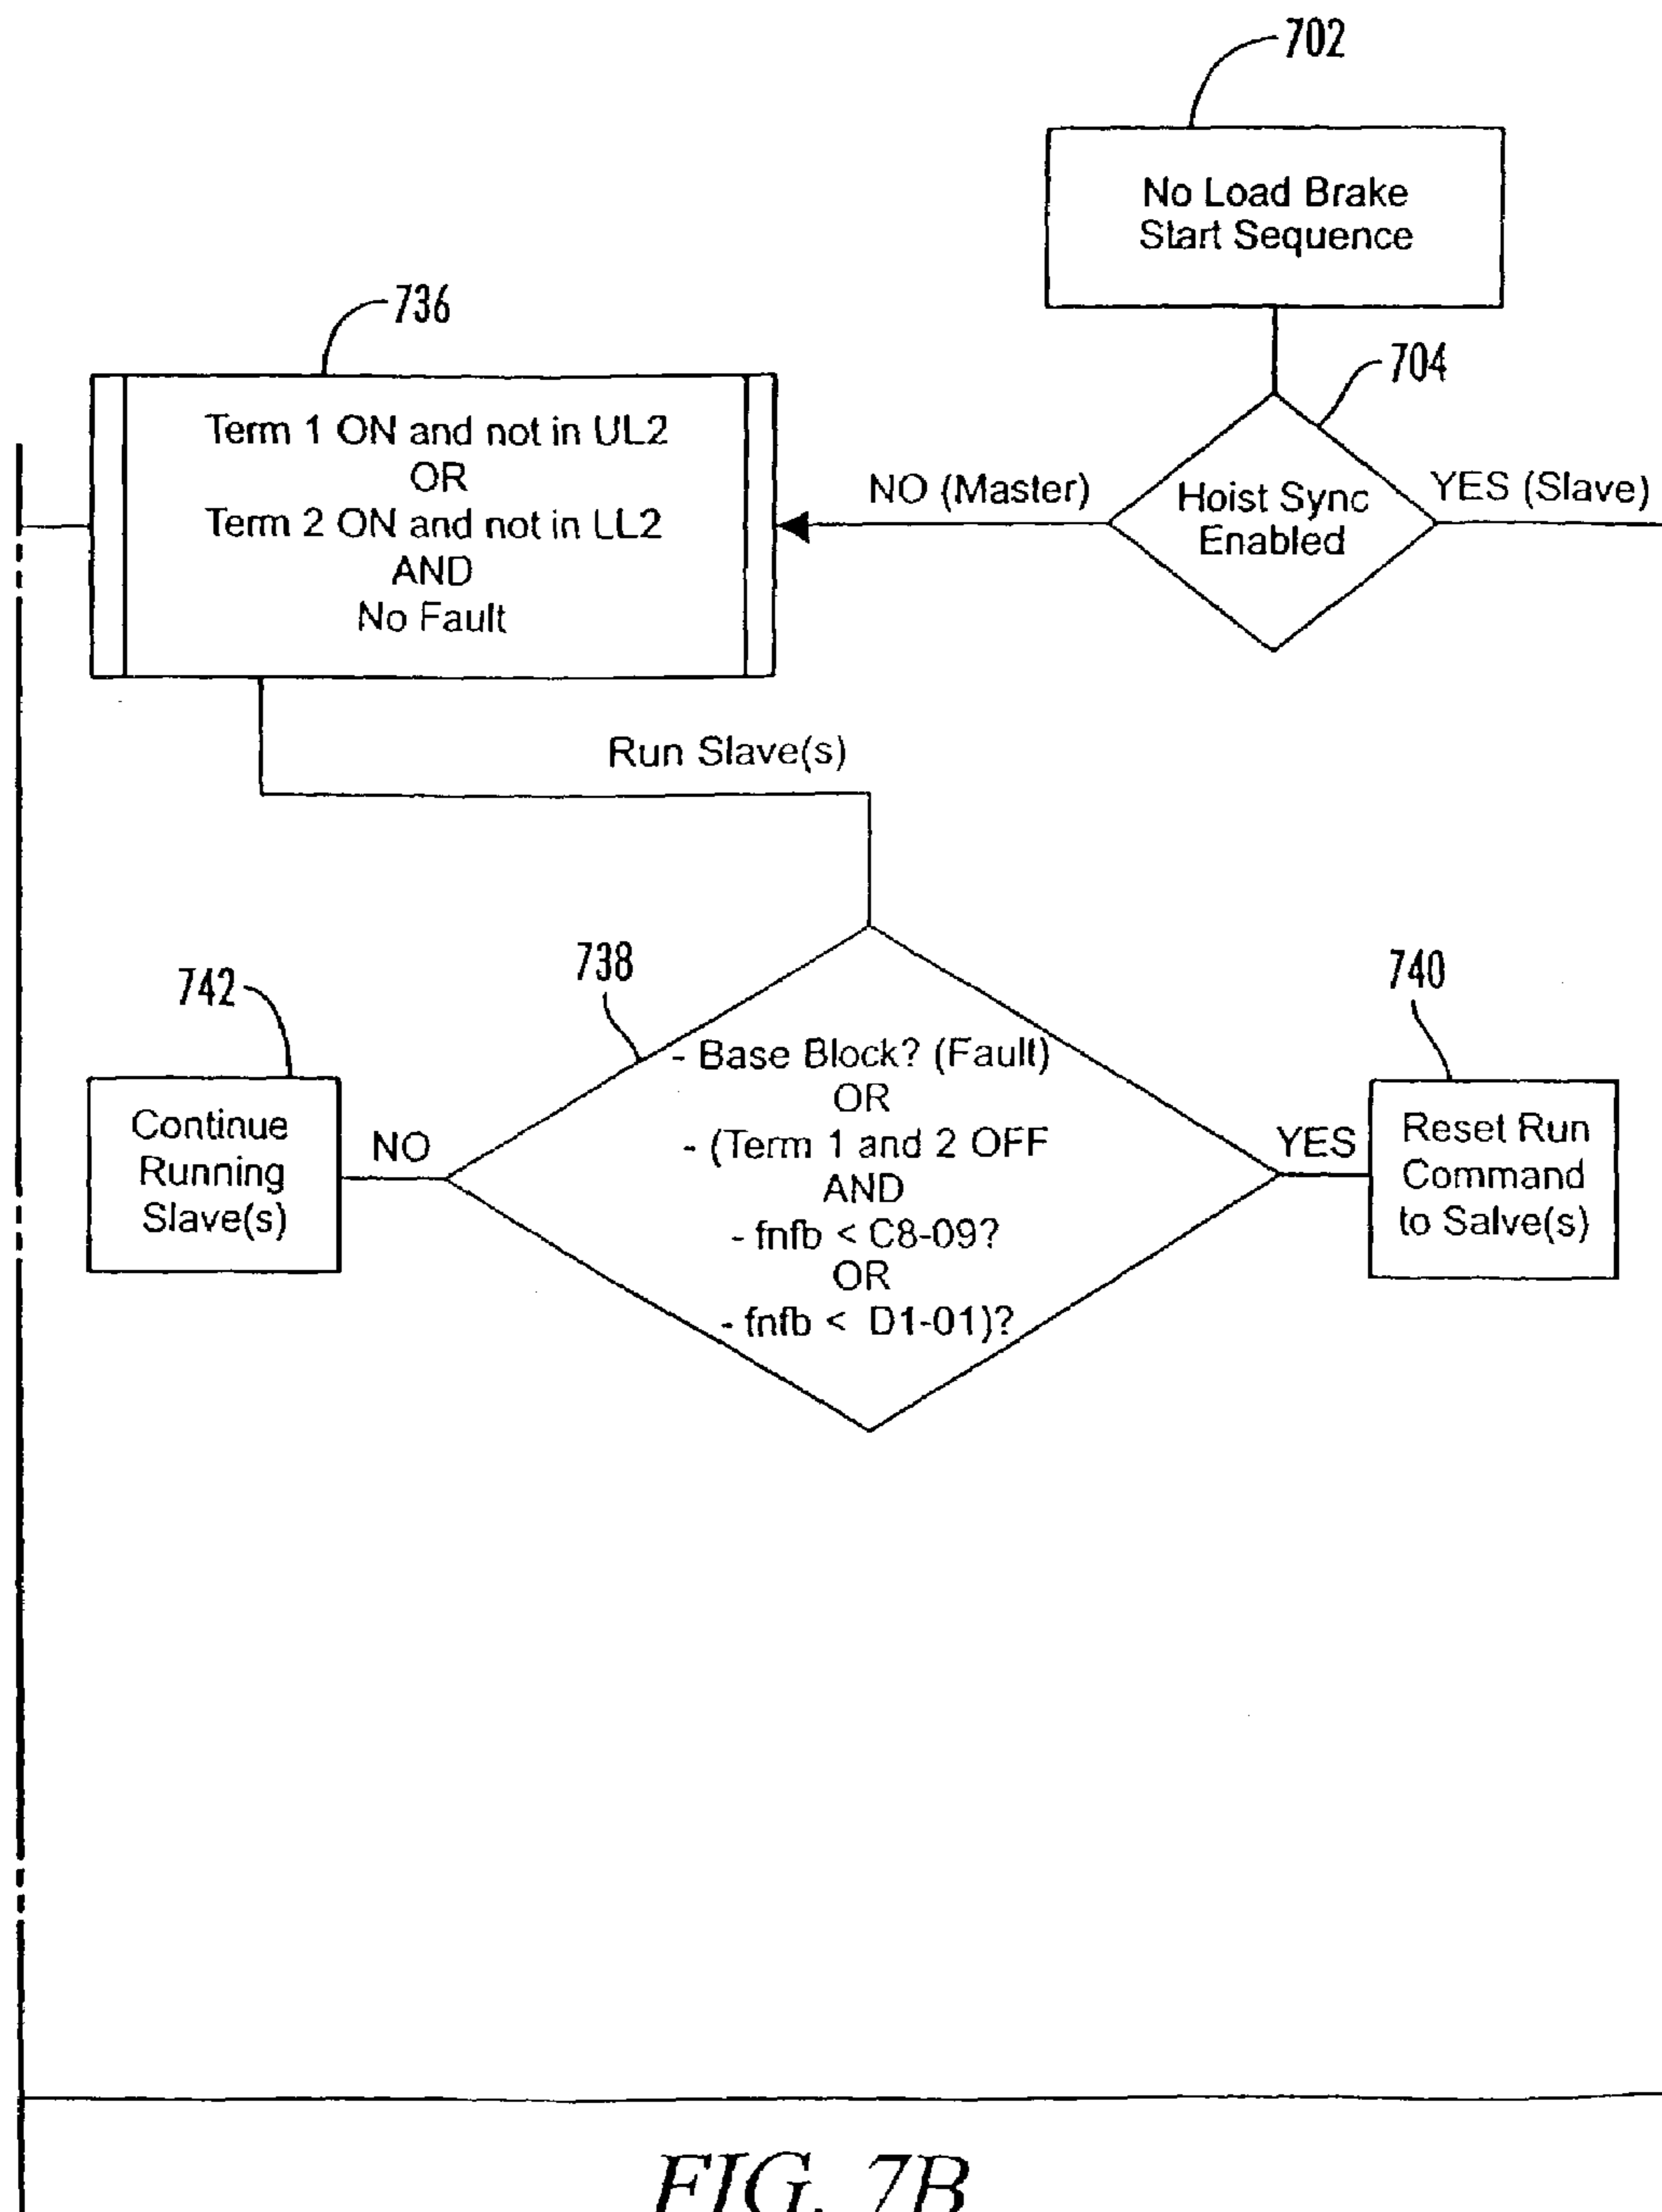 702
No Load Brake
Start Sequence
736
704
Term 1 ON and not in UL2
OR
Term 2 ON and not in LL2
AND
No Fault
NO (Master)
Hoist Sync
Enabled
YES (Slave)
Run Slave(s)
742
738
740
Continue
Running
Slave(s)
NO
- Base Block? (Fault)
OR
- (Term 1 and 2 OFF
AND
- fnfb < C8-09?
OR
- fnfb < D1-01)?
YES
Reset Run
Command
to Salve(s)
FIG. 7B